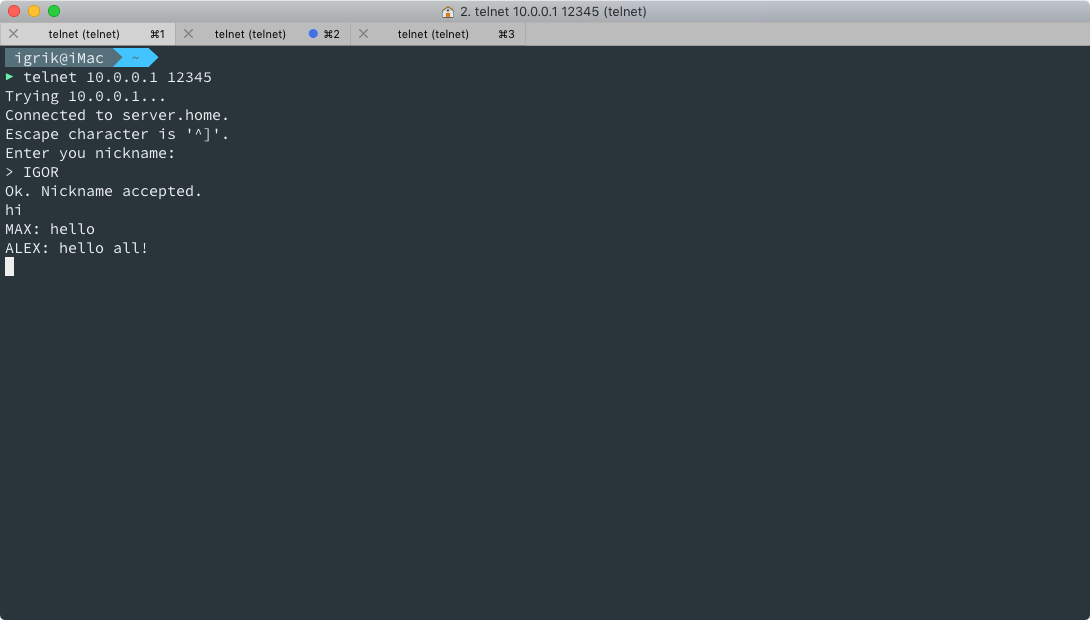 2. telnet 10.0.0.1 12345 (telnet)
telnet (telnet) ⌘1 telnet (telnet) ⌘2 telnet (telnet) ⌘3
igrik@iMac ~
telnet 10.0.0.1 12345
Trying 10.0.0.1...
Connected to server.home.
Escape character is '^]'.
Enter you nickname:
> IGOR
Ok. Nickname accepted.
hi
MAX: hello
ALEX: hello all!